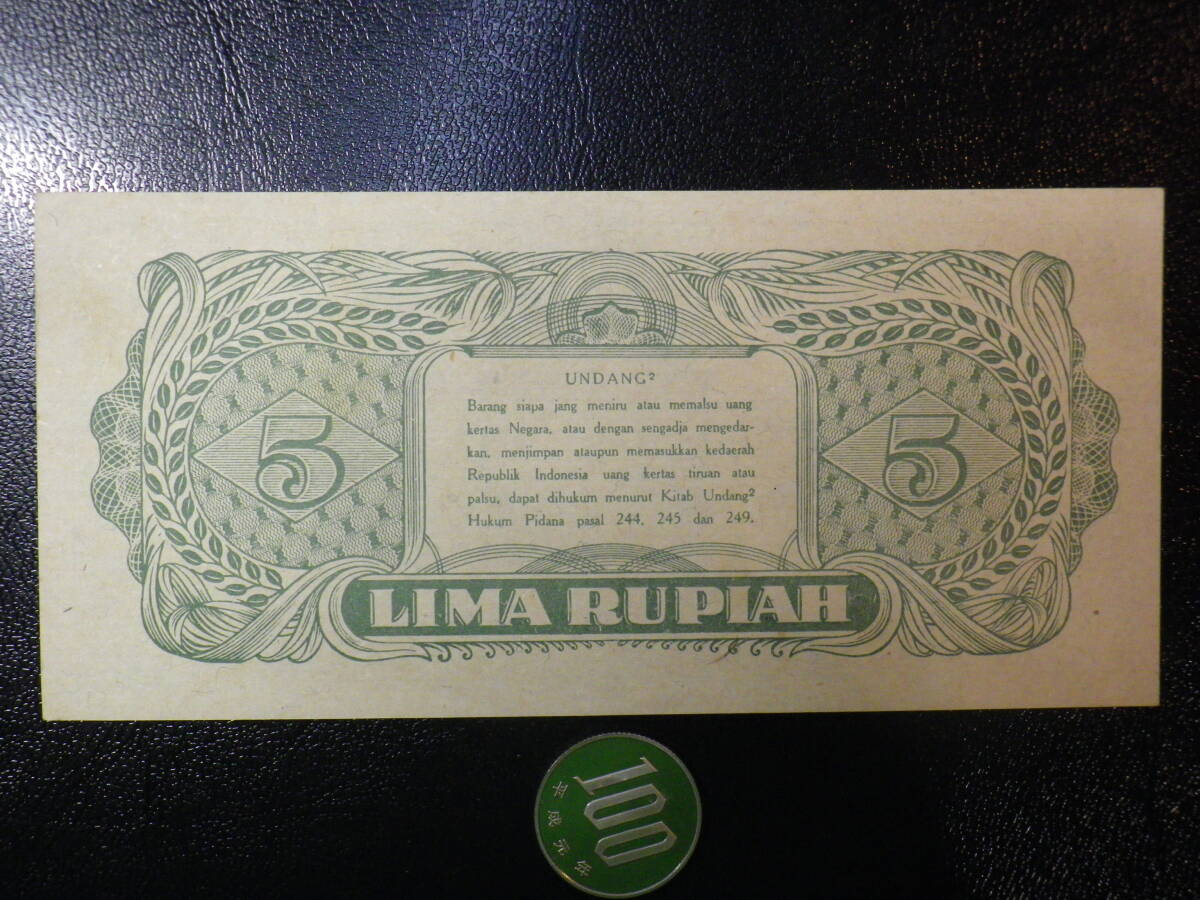 UNDANG²
Barang siapa jang meniru atau memalsu uang
kertas Negara, atau dengan sengadja mengedar-
kan, menjimpan ataupun memasukkan kedaerah
Republik Indonesia uang kertas tiruan atau
palsu, dapat dihukum menurut Kitab Undang²
Hukum Pidana pasal 244, 245 dan 249.
5
5
LIMA RUPIAH
100
平成元年